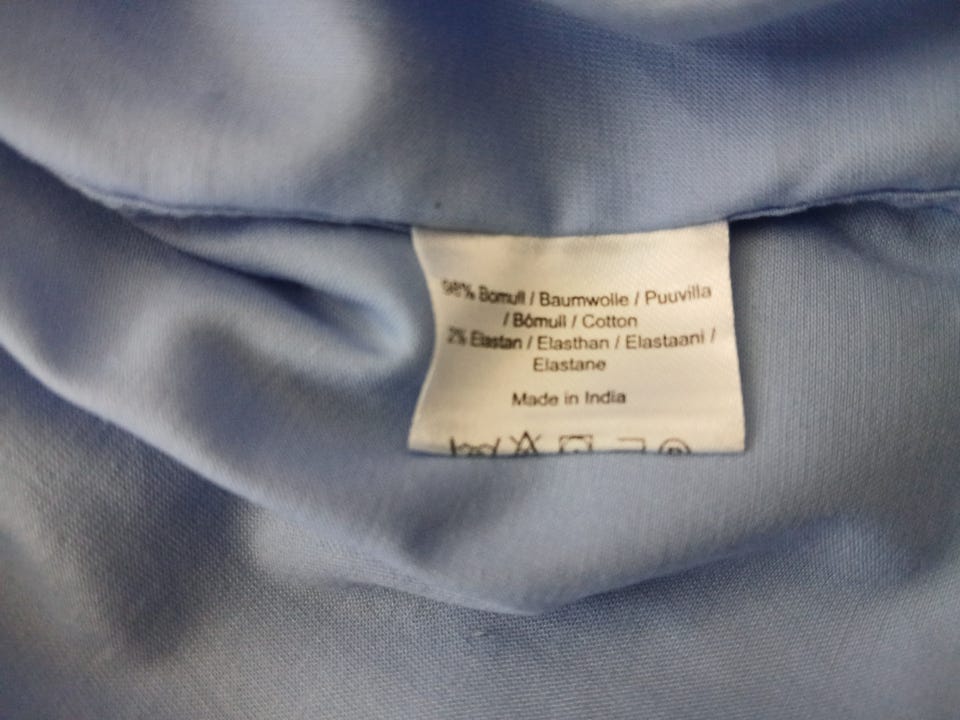 98% Bomull / Baumwolle / Puuvilla
/ Bómull / Cotton
2% Elastan / Elasthan / Elastaani /
Elastane
Made in India